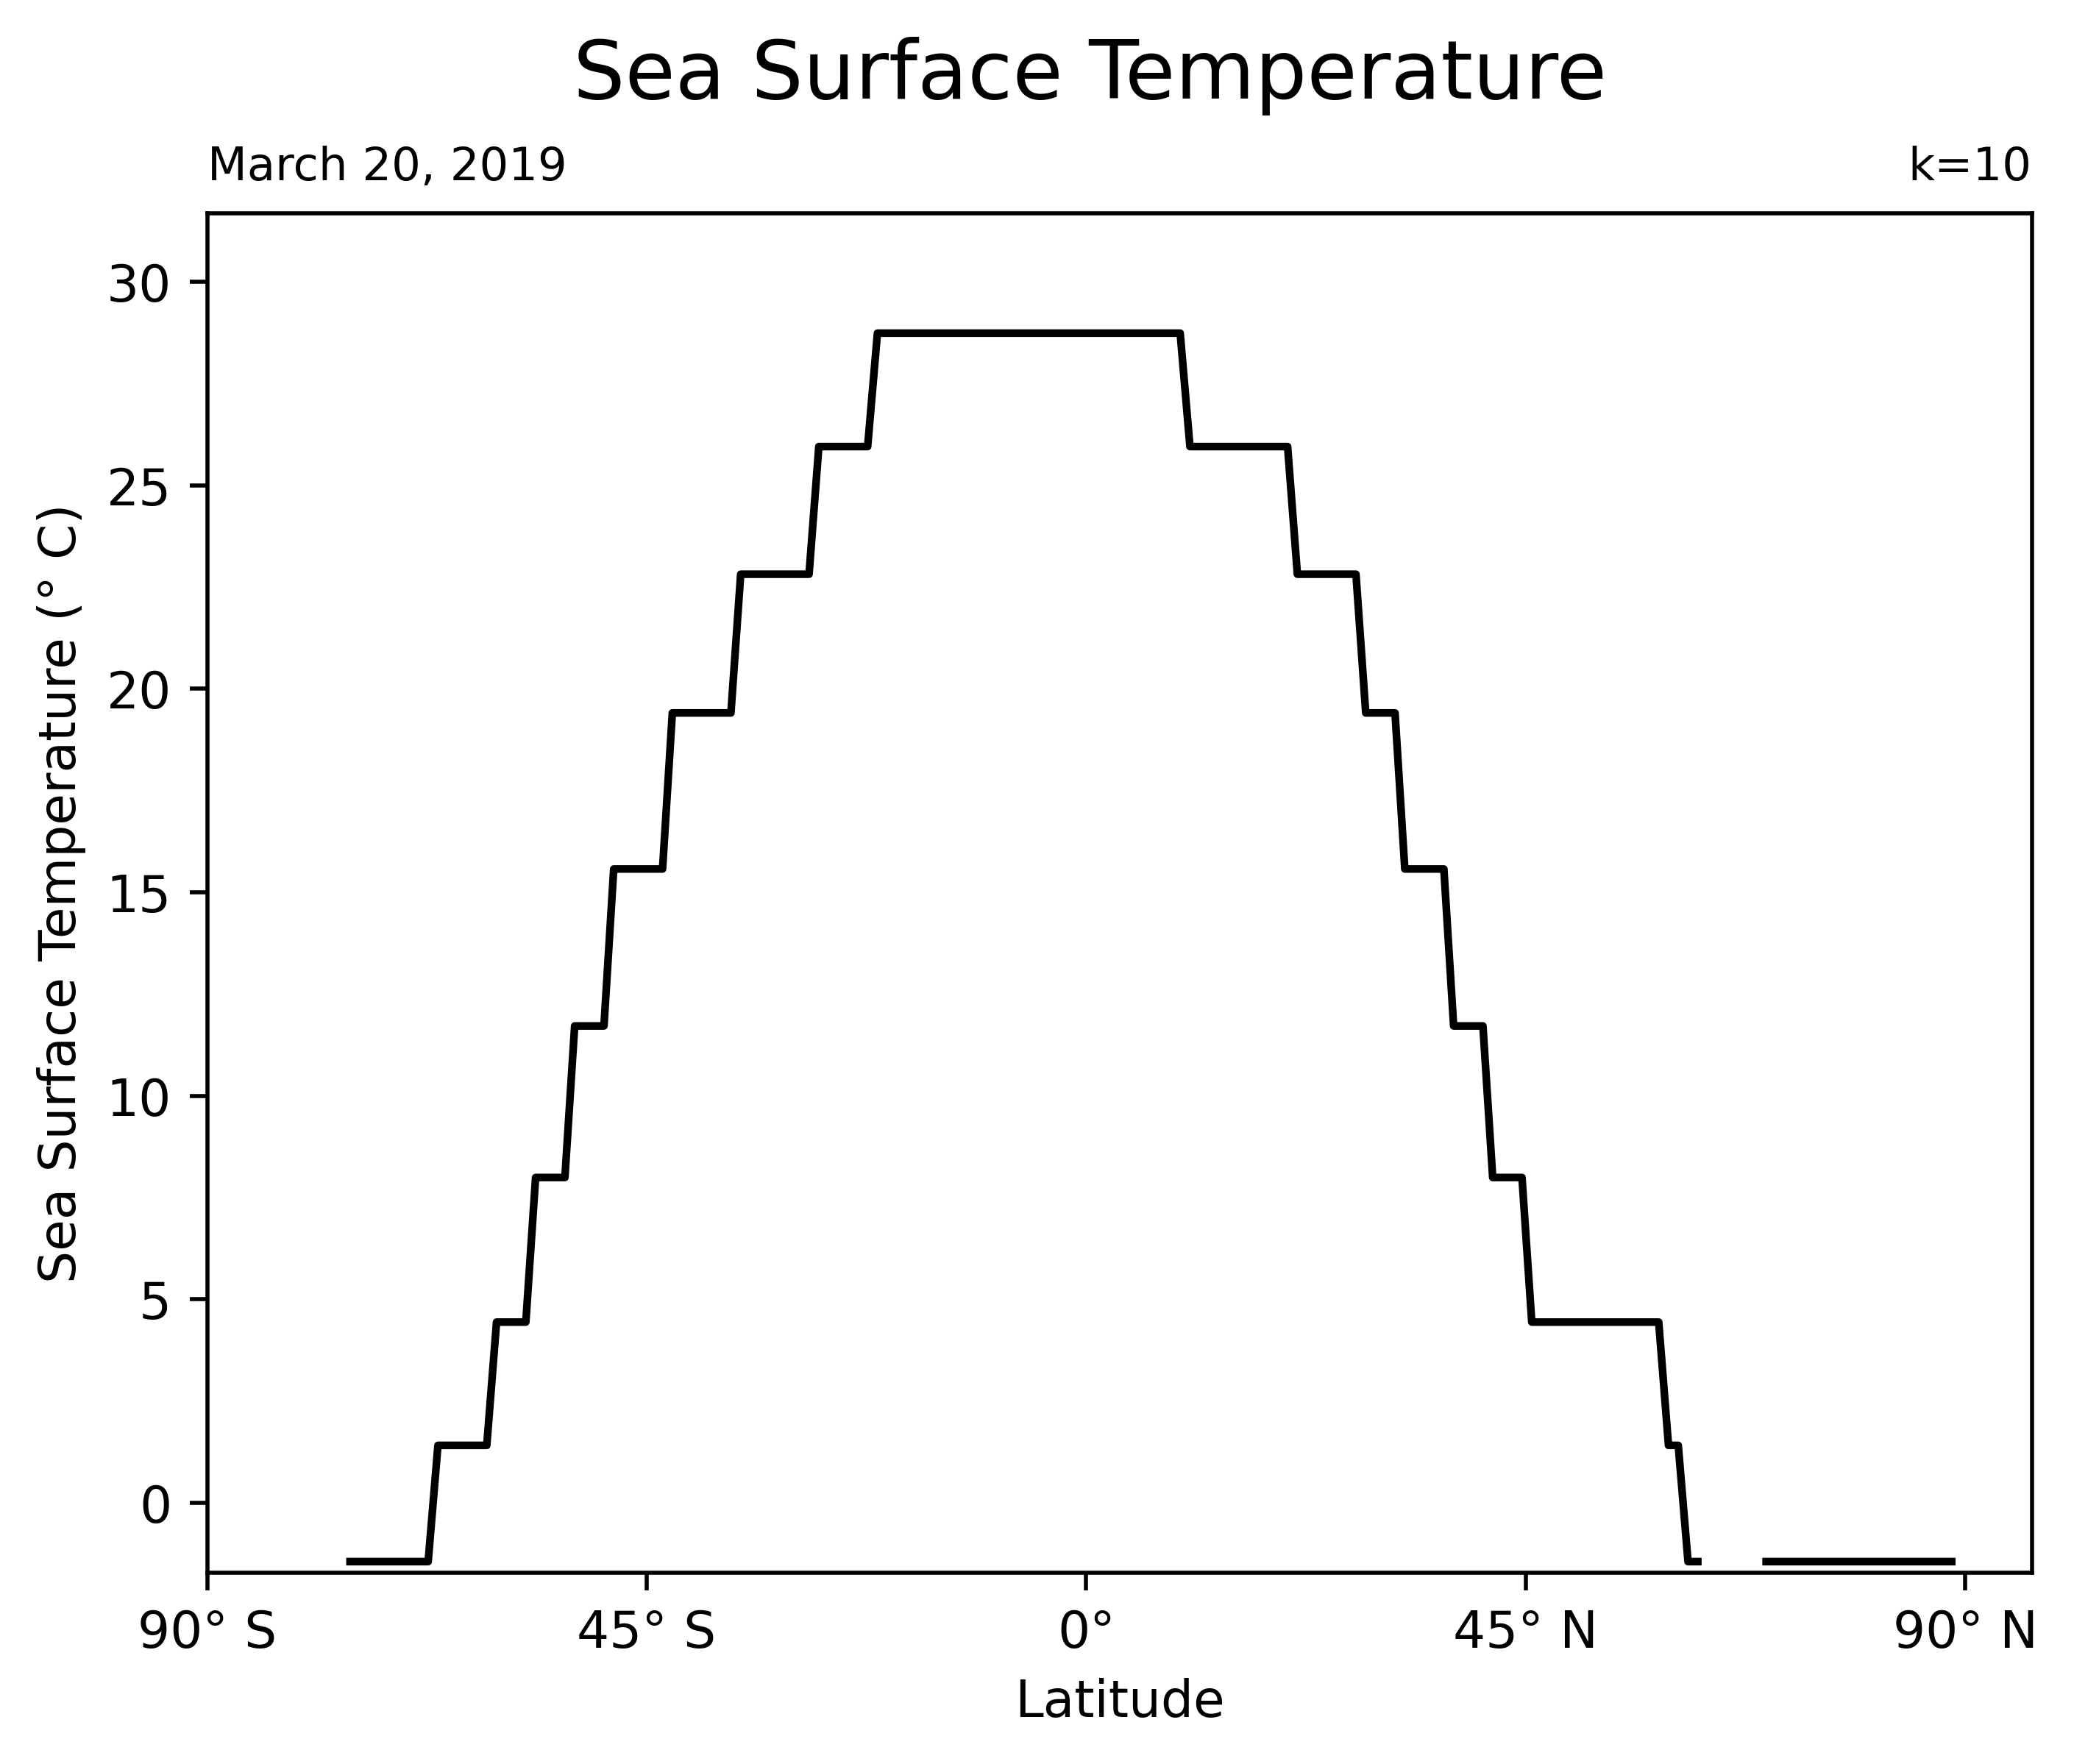 Sea Surface Temperature
March 20, 2019
k=10
30
25
20
15
10
5
0
Sea Surface Temperature (° C)
90° S
45° S
0°
45° N
90° N
Latitude